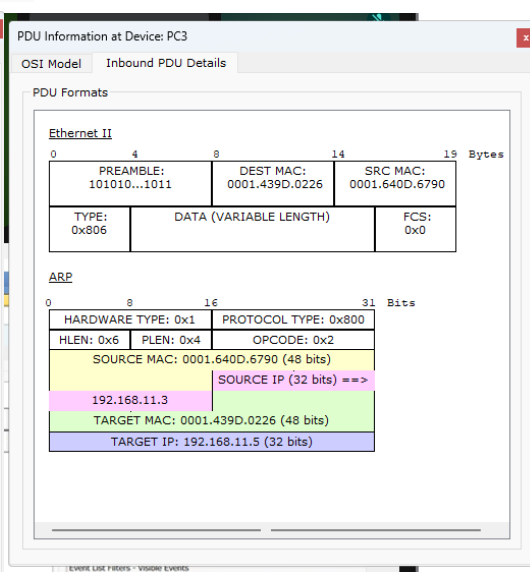 PDU Information at Device: PC3
x
OSI Model Inbound PDU Details
PDU Formats
Ethernet II
0 4 8 14 19 Bytes
PREAMBLE: DEST MAC: SRC MAC:
101010...1011 0001.439D.0226 0001.640D.6790
TYPE: DATA (VARIABLE LENGTH) FCS:
0x806 0x0
ARP
0 8 16 31 Bits
HARDWARE TYPE: 0x1 PROTOCOL TYPE: 0x800
HLEN: 0x6 PLEN: 0x4 OPCODE: 0x2
SOURCE MAC: 0001.640D.6790 (48 bits)
SOURCE IP (32 bits) ==>
192.168.11.3
TARGET MAC: 0001.439D.0226 (48 bits)
TARGET IP: 192.168.11.5 (32 bits)
Event List Filters - Visible Events